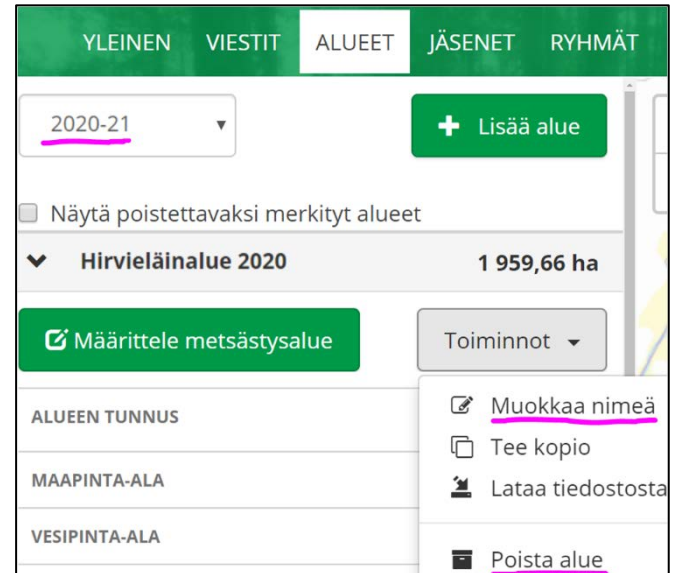 YLEINEN VIESTIT ALUEET JÄSENET RYHMÄT
2020-21 Lisää alue
Näytä poistettavaksi merkityt alueet
Hirvieläinalue 2020 1 959,66 ha
Määrittele metsästysalue Toiminnot
ALUEEN TUNNUS
Muokkaa nimeä
Tee kopio
MAAPINTA-ALA
Lataa tiedostosta
VESIPINTA-ALA
Poista alue